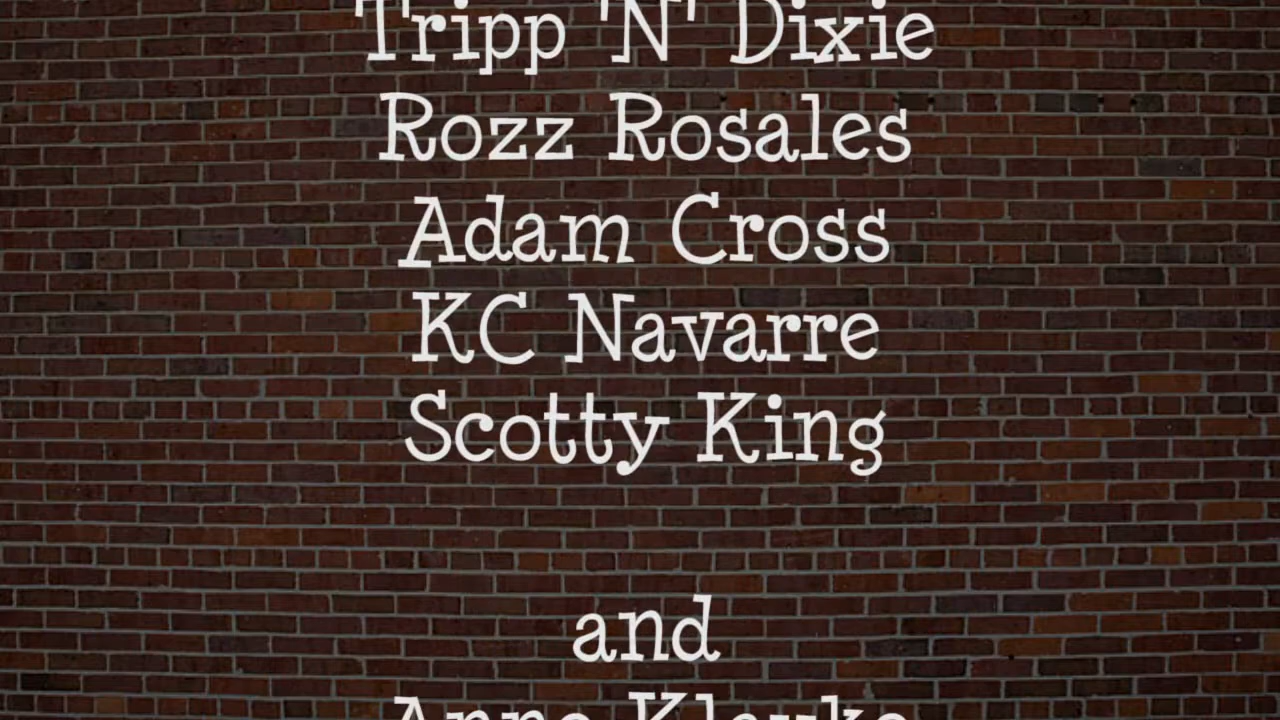 Tripp 'N' Dixie
Rozz Rosales
Adam Cross
KC Navarre
Scotty King
and